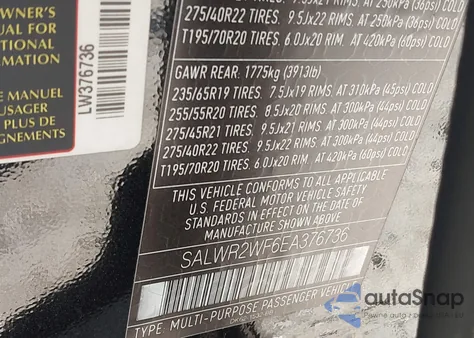 NER'S
UAL FOR
ITIONAL
RMATION
E MANUEL
USAGER
PLUS DE
GNEMENTS
LW376736
275/40R22 TIRES. 9.5Jx22 RIMS. AT 250kPa (36psi) COLD
T195/70R20 TIRES. 6.0Jx20 RIM. AT 420kPa (60psi) COLD
GAWR REAR: 1775kg (3913lb)
235/65R19 TIRES. 7.5Jx19 RIMS. AT 310kPa (45psi) COLD
255/55R20 TIRES. 8.5Jx20 RIMS. AT 300kPa (44psi) COLD
275/45R21 TIRES. 9.5Jx21 RIMS. AT 300kPa (44psi) COLD
275/40R22 TIRES. 9.5Jx22 RIMS. AT 300kPa (44psi) COLD
T195/70R20 TIRES. 6.0Jx20 RIM. AT 420kPa (60psi) COLD
THIS VEHICLE CONFORMS TO ALL APPLICABLE
U.S. FEDERAL MOTOR VEHICLE SAFETY
STANDARDS IN EFFECT ON THE DATE OF
MANUFACTURE SHOWN ABOVE.
SALWR2WF6EA376736
TYPE: MULTI-PURPOSE PASSENGER VEHICLE
autoSnap